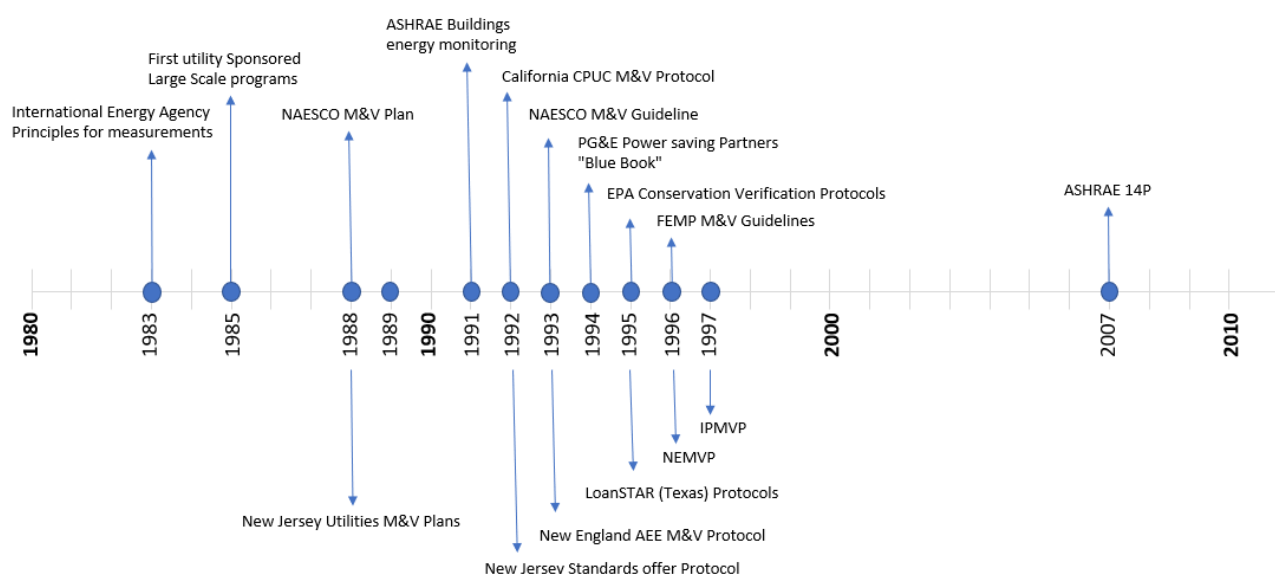 ASHRAE Buildings
energy monitoring
First utility Sponsored
Large Scale programs
California CPUC M&V Protocol
International Energy Agency
Principles for measurements
NAESCO M&V Plan
NAESCO M&V Guideline
PG&E Power saving Partners
"Blue Book"
EPA Conservation Verification Protocols
ASHRAE 14P
FEMP M&V Guidelines
1980
1983
1985
1988
1989
1990
1991
1992
1993
1994
1995
1996
1997
2000
2007
2010
IPMVP
NEMVP
LoanSTAR (Texas) Protocols
New Jersey Utilities M&V Plans
New England AEE M&V Protocol
New Jersey Standards offer Protocol